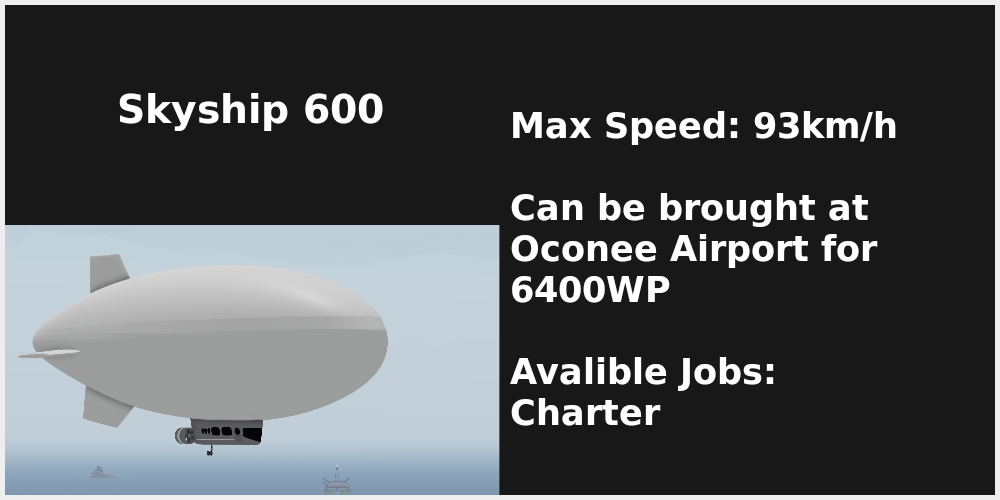 Skyship 600
Max Speed: 93km/h
Can be brought at
Oconee Airport for
6400WP
Avalible Jobs:
Charter